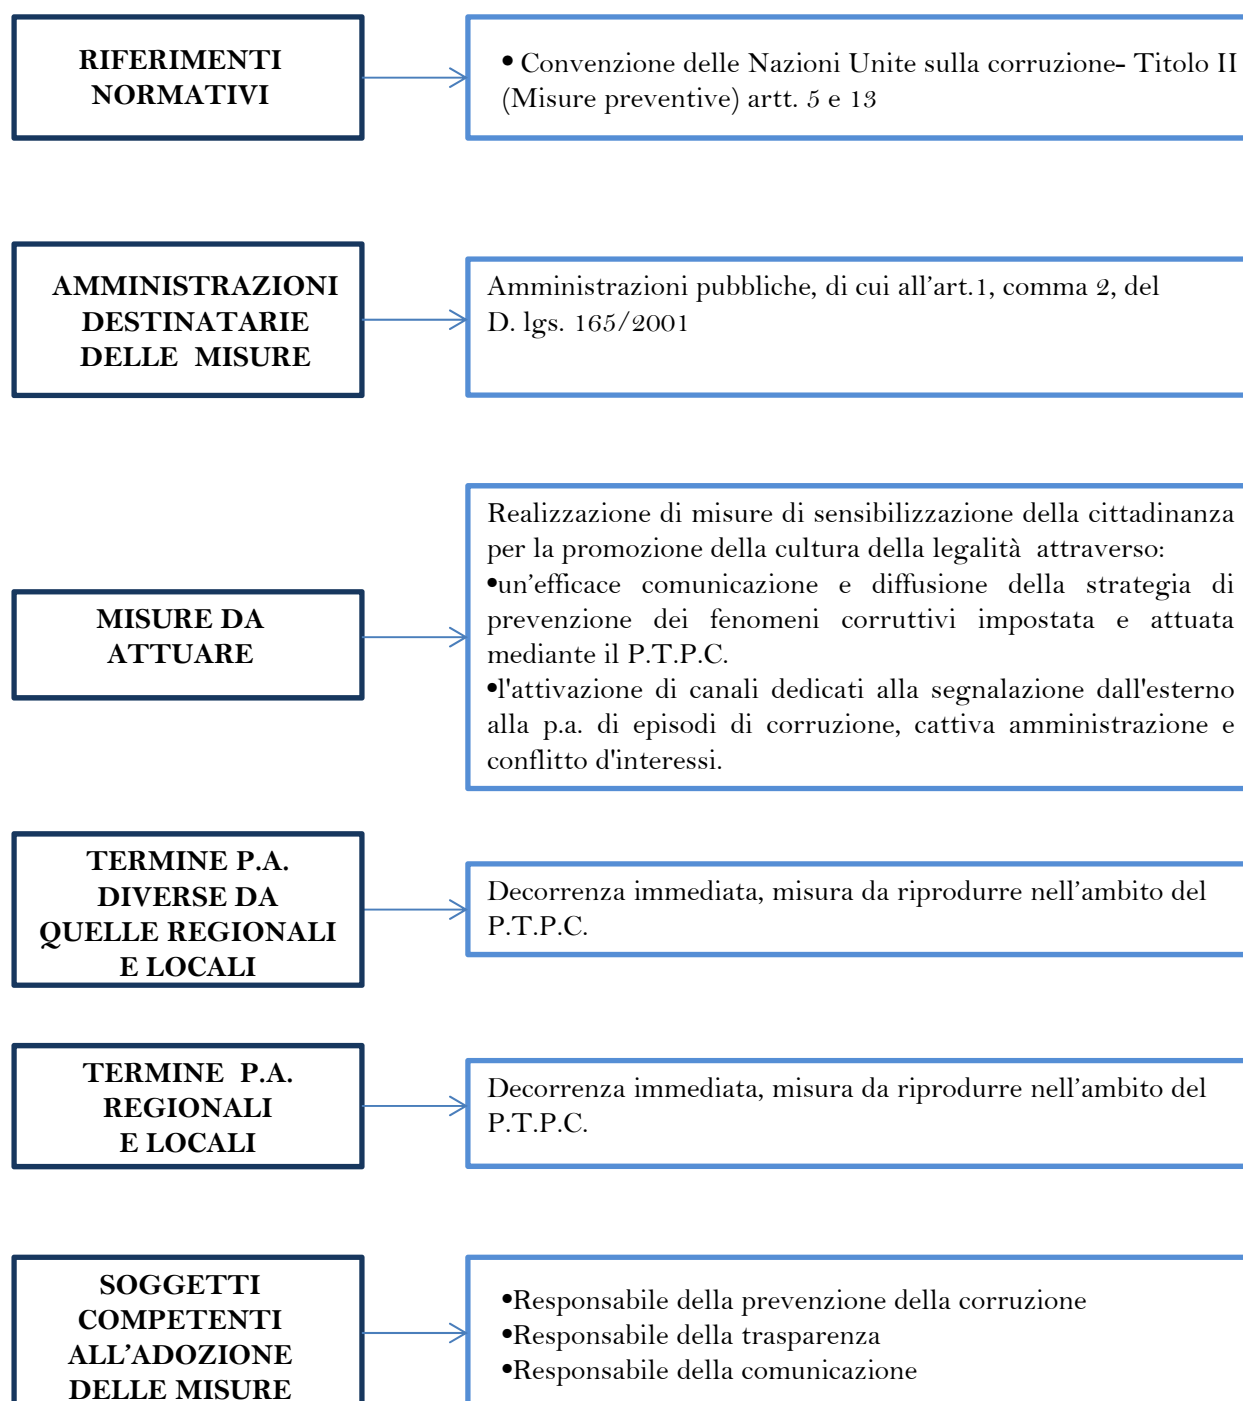 RIFERIMENTI
NORMATIVI
• Convenzione delle Nazioni Unite sulla corruzione- Titolo II
(Misure preventive) artt. 5 e 13
AMMINISTRAZIONI
DESTINATARIE
DELLE MISURE
Amministrazioni pubbliche, di cui all’art.1, comma 2, del
D. lgs. 165/2001
MISURE DA
ATTUARE
Realizzazione di misure di sensibilizzazione della cittadinanza
per la promozione della cultura della legalità attraverso:
•un’efficace comunicazione e diffusione della strategia di
prevenzione dei fenomeni corruttivi impostata e attuata
mediante il P.T.P.C.
•l'attivazione di canali dedicati alla segnalazione dall'esterno
alla p.a. di episodi di corruzione, cattiva amministrazione e
conflitto d'interessi.
TERMINE P.A.
DIVERSE DA
QUELLE REGIONALI
E LOCALI
Decorrenza immediata, misura da riprodurre nell’ambito del
P.T.P.C.
TERMINE P.A.
REGIONALI
E LOCALI
Decorrenza immediata, misura da riprodurre nell’ambito del
P.T.P.C.
SOGGETTI
COMPETENTI
ALL’ADOZIONE
DELLE MISURE
•Responsabile della prevenzione della corruzione
•Responsabile della trasparenza
•Responsabile della comunicazione